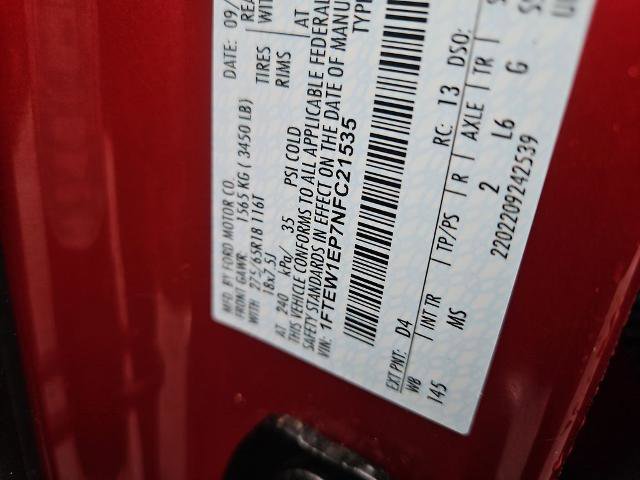 MFD. BY FORD MOTOR CO.
DATE: 09/
FRONT GAWR: 1565 KG ( 3450 LB)
WITH 275/65R18 116T TIRES
18x7.5J RIMS
AT 240 kPa/ 35 PSI COLD
THIS VEHICLE CONFORMS TO ALL APPLICABLE FEDERAL
SAFETY STANDARDS IN EFFECT ON THE DATE OF MANU
VIN: 1FTEW1EP7NFC21535
TYPE
EXT PNT: D4 RC: 13 DSO:
WB INT TR TP/PS R AXLE TR
145 MS 2 L6 G
2202209242539